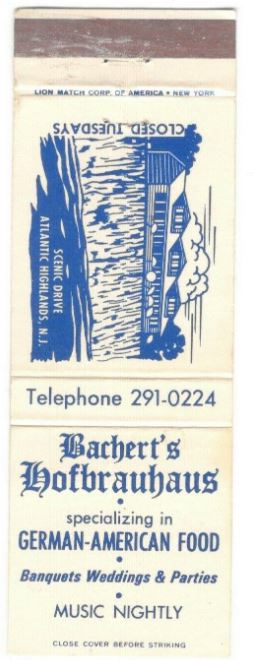 LION MATCH CORP. OF AMERICA • NEW YORK
CLOSED TUESDAYS
SCENIC DRIVE
ATLANTIC HIGHLANDS, N.J.
Telephone 291-0224
Bachert's
Hofbrauhaus
•
specializing in
GERMAN-AMERICAN FOOD
•
Banquets Weddings & Parties
•
MUSIC NIGHTLY
CLOSE COVER BEFORE STRIKING